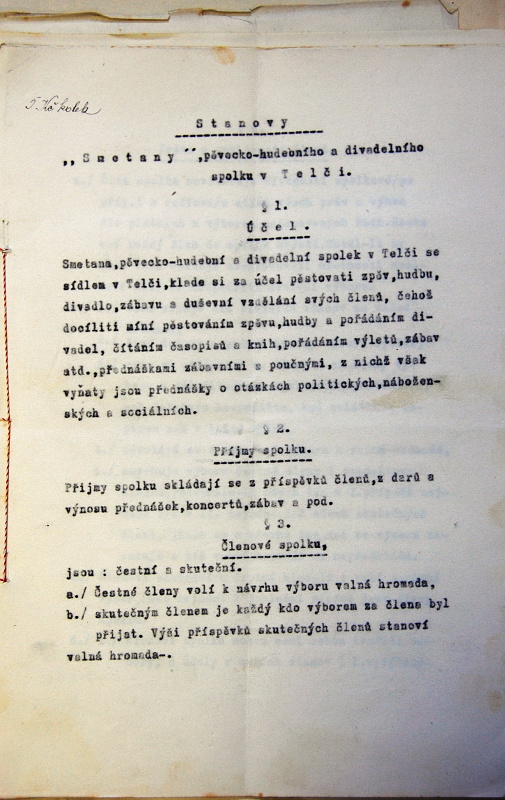 5 Kč kolek
Stanovy
„Smetany“,pěvecko-hudebního a divadelního
spolku v Telči.
§ 1.
Účel.
Smetana,pěvecko-hudební a divadelní spolek v Telči se
sídlem v Telči,klade si za účel pěstovati zpěv,hudbu,
divadlo,zábavu a duševní vzdělání svých členů, čehož
docíliti míní pěstováním zpěvu,hudby a pořádáním di-
vadel, čítáním časopisů a knih,pořádáním výletů,zábav
atd.,přednáškami zábavními s poučnými, z nichž však
vyňaty jsou přednášky o otázkách politických,nábožen-
ských a sociálních.
§ 2.
Příjmy spolku.
Přijmy spolku skládají se z příspěvků členů,z darů a
výnosu přednášek,koncertů,zábav a pod.
§ 3.
Členové spolku,
jsou : čestní a skuteční.
a./ Čestné členy volí k návrhu výboru valná hromada,
b./ skutečným členem je každý kdo výborem za člena byl
přijat. Výši příspěvků skutečných členů stanoví
valná hromada-.